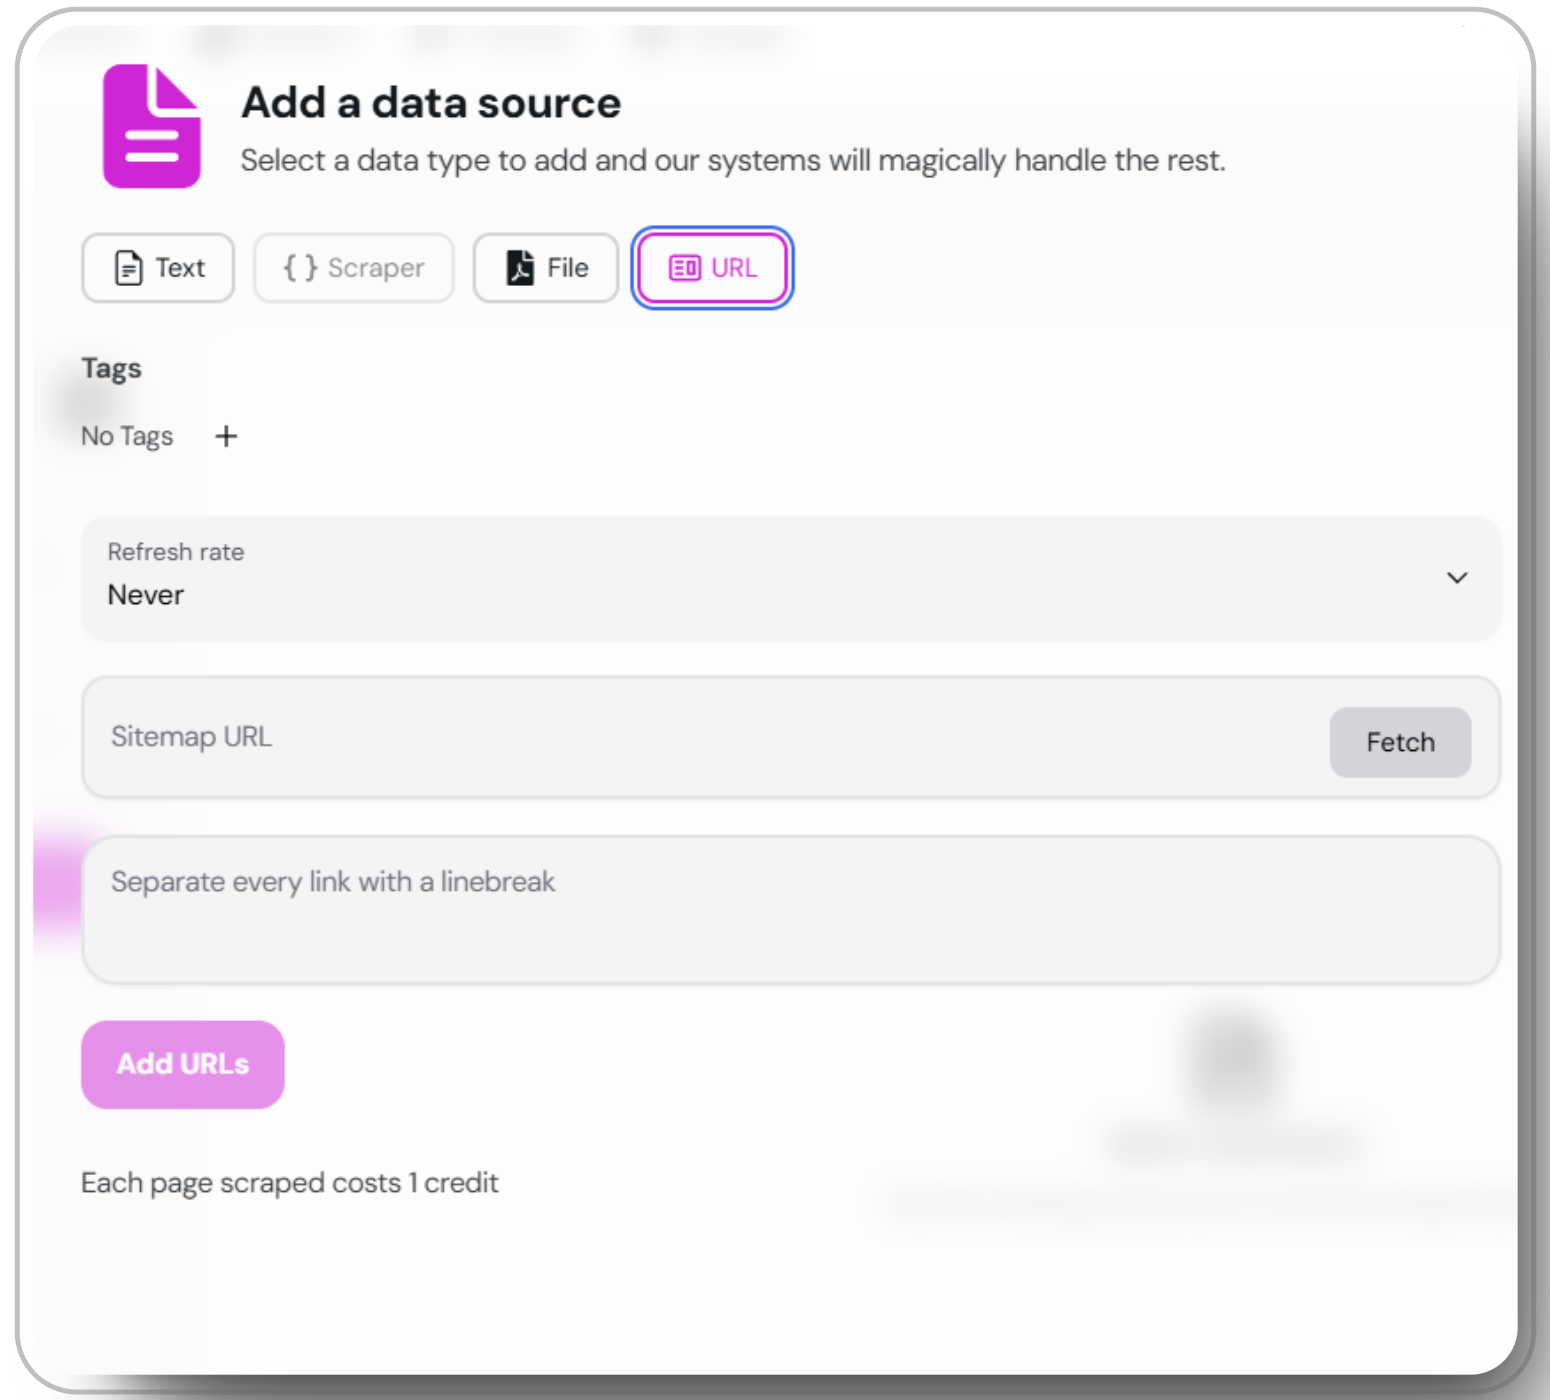 Add a data source
Select a data type to add and our systems will magically handle the rest.
Text
{ } Scraper
File
URL
Tags
No Tags +
Refresh rate
Never
Sitemap URL
Fetch
Separate every link with a linebreak
Add URLs
Each page scraped costs 1 credit